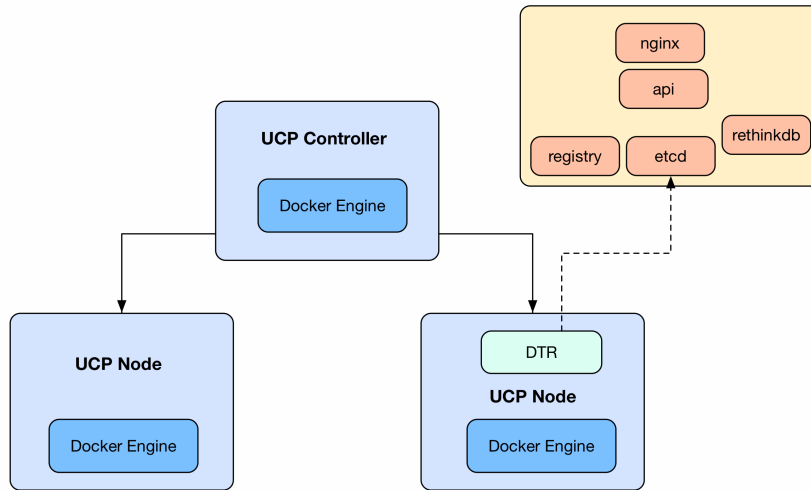 nginx
api
rethinkdb
registry
etcd
UCP Controller
Docker Engine
UCP Node
Docker Engine
DTR
UCP Node
Docker Engine